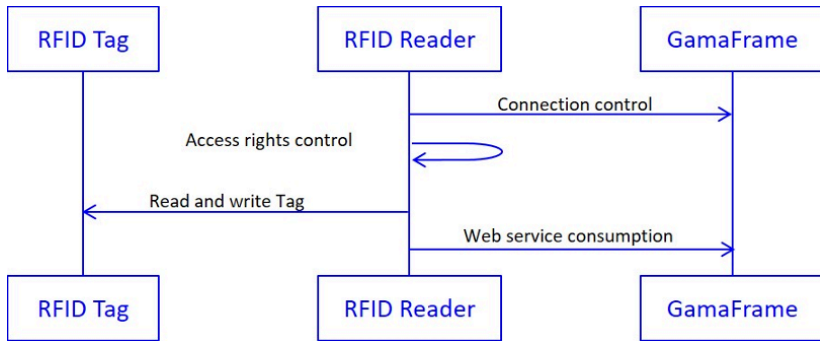 RFID Tag
RFID Reader
GamaFrame
Connection control
Access rights control
Read and write Tag
Web service consumption
RFID Tag
RFID Reader
GamaFrame